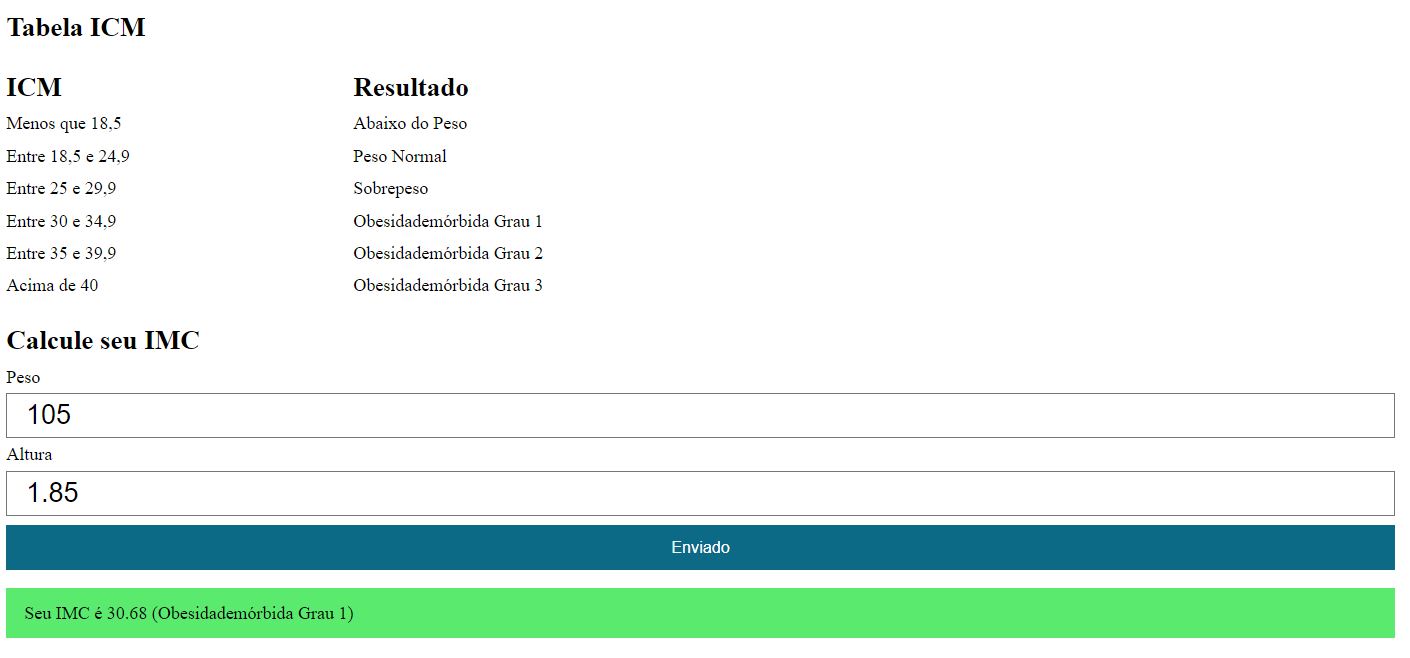 Tabela ICM
ICM Resultado
Menos que 18,5 Abaixo do Peso
Entre 18,5 e 24,9 Peso Normal
Entre 25 e 29,9 Sobrepeso
Entre 30 e 34,9 Obesidademórbida Grau 1
Entre 35 e 39,9 Obesidademórbida Grau 2
Acima de 40 Obesidademórbida Grau 3
Calcule seu IMC
Peso
105
Altura
1.85
Enviado
Seu IMC é 30.68 (Obesidademórbida Grau 1)